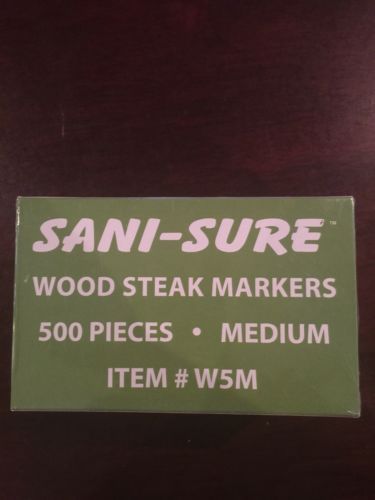 SANI-SURE™
WOOD STEAK MARKERS
500 PIECES • MEDIUM
ITEM # W5M